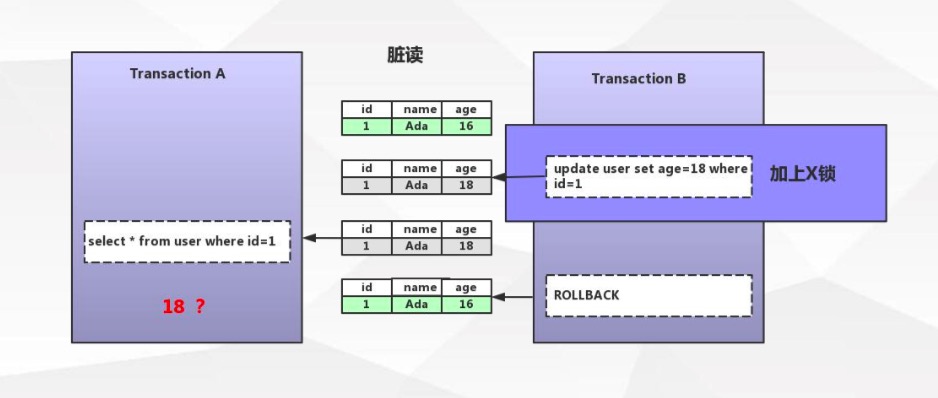 脏读
Transaction A
Transaction B
id name age
1 Ada 16
id name age
1 Ada 18
update user set age=18 where
id=1
加上X锁
id name age
1 Ada 18
select * from user where id=1
id name age
1 Ada 16
ROLLBACK
18 ?